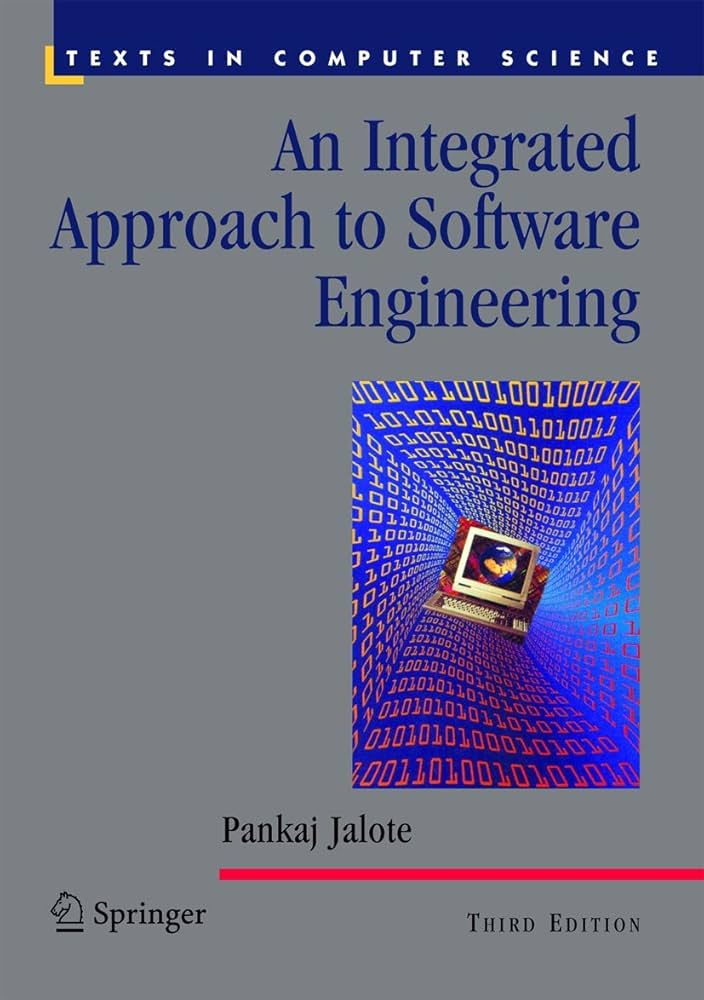 TEXTS IN COMPUTER SCIENCE
An Integrated
Approach to Software
Engineering
Pankaj Jalote
Springer
THIRD EDITION